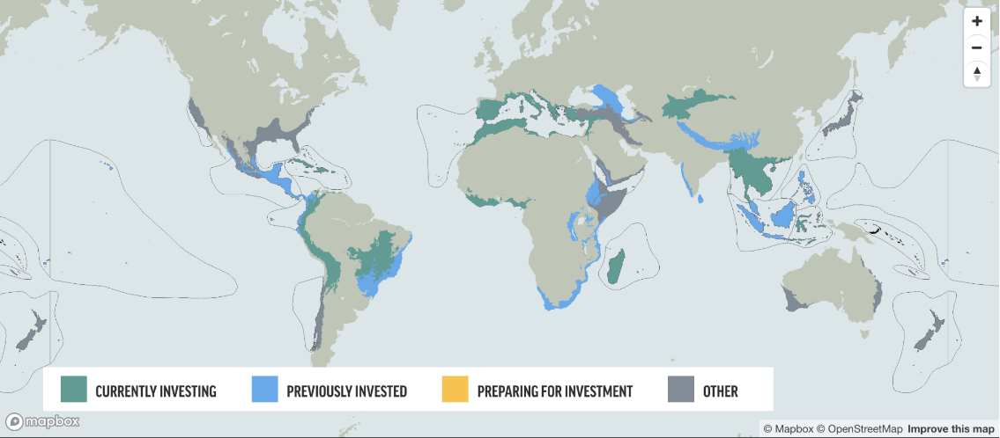 +
−
CURRENTLY INVESTING
PREVIOUSLY INVESTED
PREPARING FOR INVESTMENT
OTHER
mapbox
© Mapbox © OpenStreetMap Improve this map